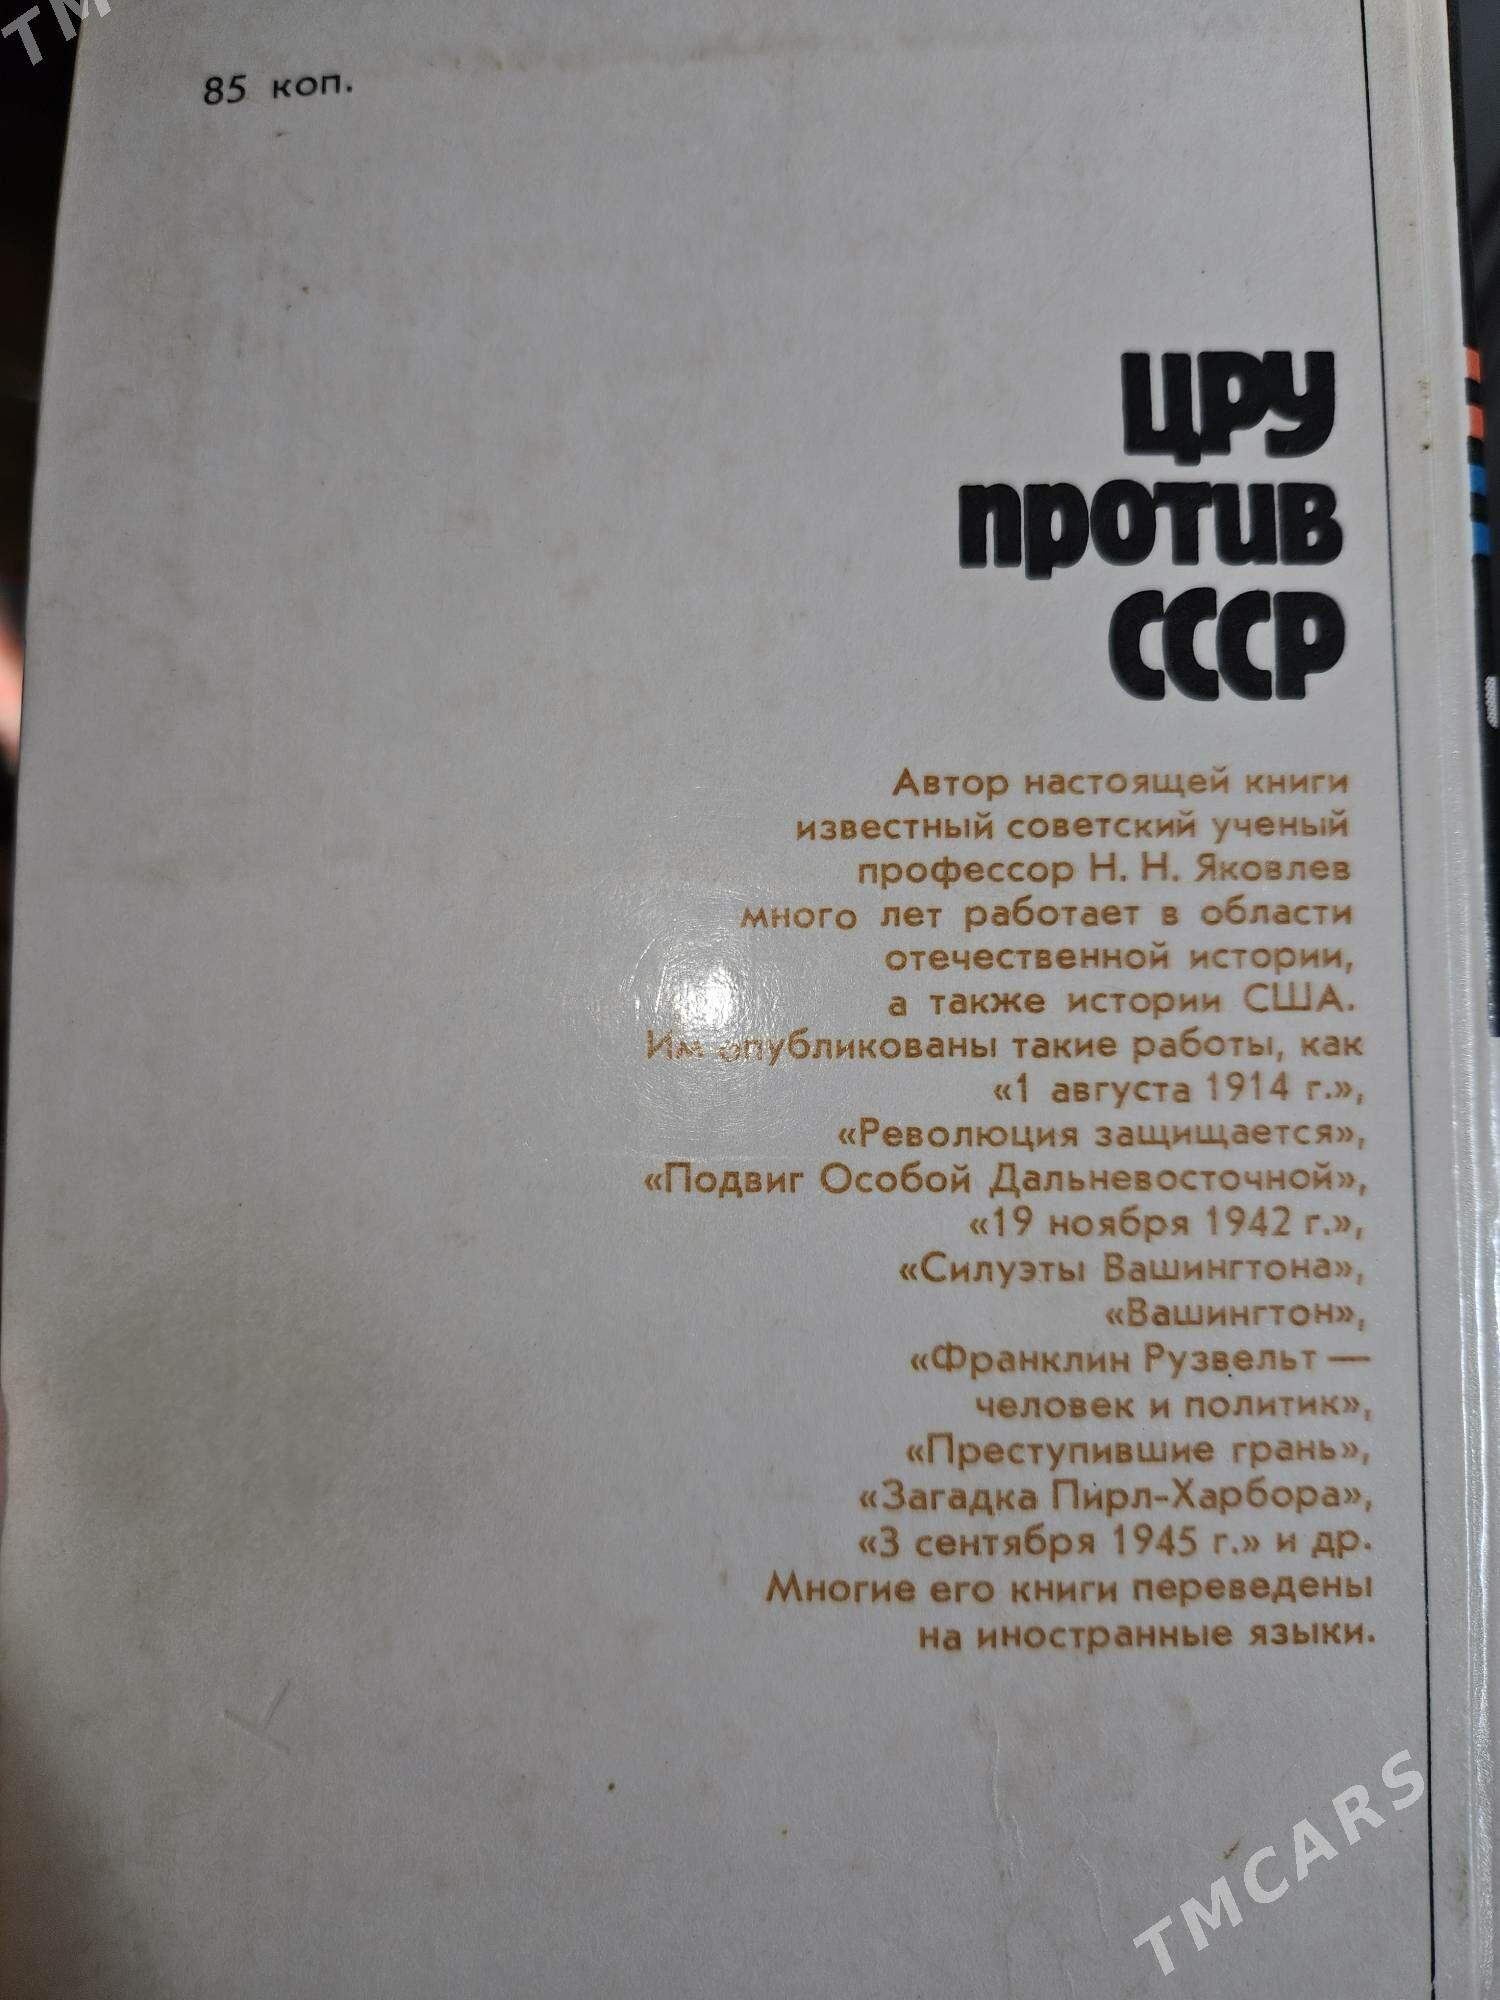 85 коп.
ЦРУ
против
СССР
Автор настоящей книги
известный советский ученый
профессор Н. Н. Яковлев
много лет работает в области
отечественной истории,
а также истории США.
Им опубликованы такие работы, как
«1 августа 1914 г.»,
«Революция защищается»,
«Подвиг Особой Дальневосточной»,
«19 ноября 1942 г.»,
«Силуэты Вашингтона»,
«Вашингтон»,
«Франклин Рузвельт —
человек и политик»,
«Преступившие грань»,
«Загадка Пирл-Харбора»,
«3 сентября 1945 г.» и др.
Многие его книги переведены
на иностранные языки.
TMCARS